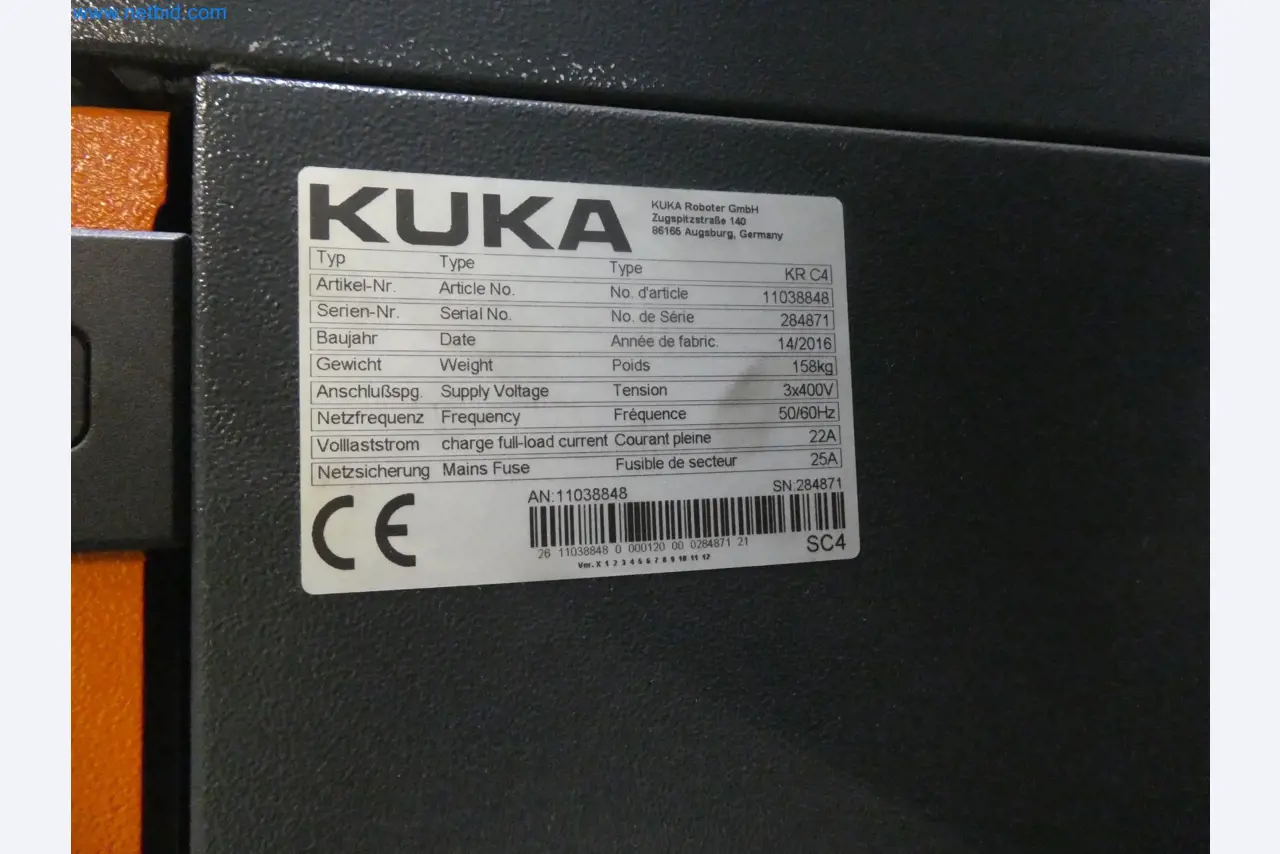 www.netbid.com
KUKA
KUKA Roboter GmbH
Zugspitzstraße 140
86165 Augsburg, Germany
Typ Type Type KR C4
Artikel-Nr. Article No. No. d'article 11038848
Serien-Nr. Serial No. No. de Série 284871
Baujahr Date Année de fabric. 14/2016
Gewicht Weight Poids 158kg
Anschlußspg. Supply Voltage Tension 3x400V
Netzfrequenz Frequency Fréquence 50/60Hz
Volllaststrom charge full-load current Courant pleine 22A
Netzsicherung Mains Fuse Fusible de secteur 25A
CE
AN:11038848 SN:284871
26 11038848 0 000120 00 0284871 21
SC4
Ver.X 1 2 3 4 5 6 7 8 9 10 11 12